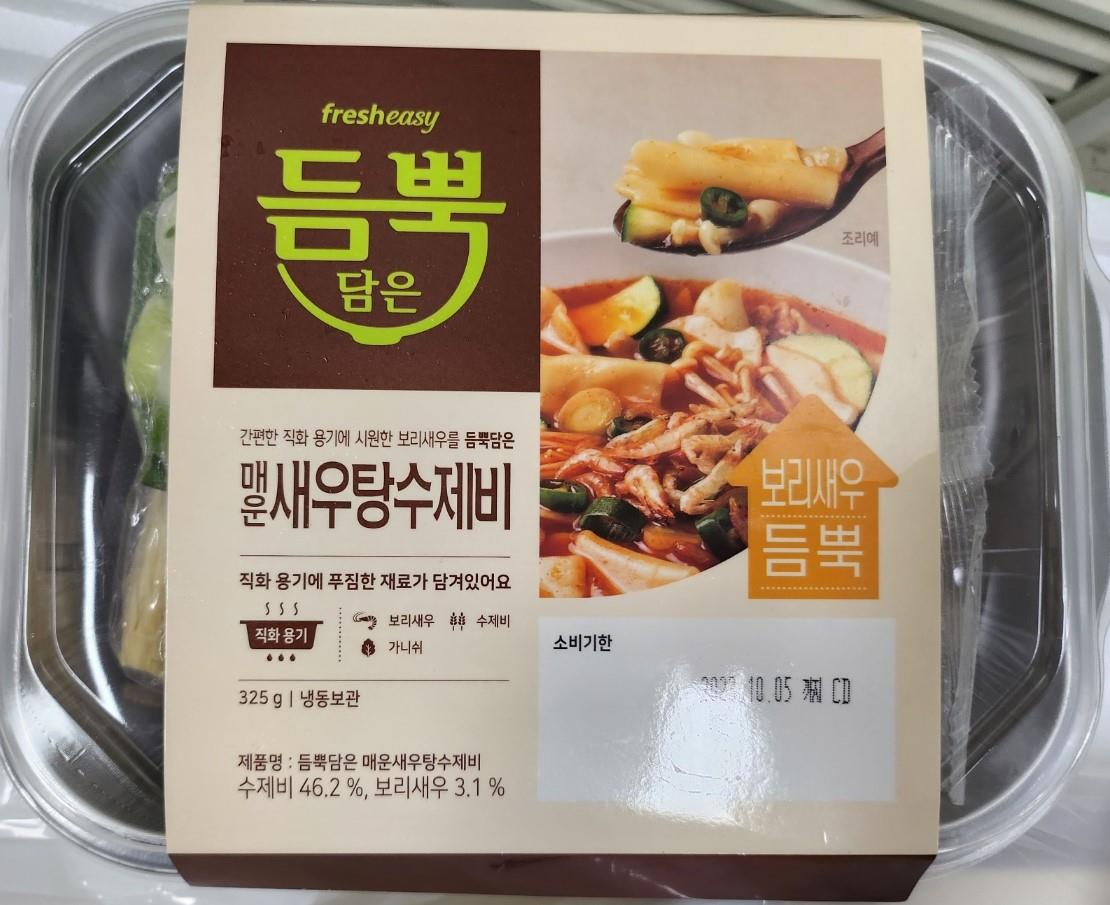 fresheasy
듬뿍
담은
조리예
간편한 직화 용기에 시원한 보리새우를 듬뿍담은
매운 새우탕수제비
보리새우
듬뿍
직화 용기에 푸짐한 재료가 담겨있어요
직화 용기
보리새우 수제비
가니쉬
325 g | 냉동보관
소비기한
10.05 CD
제품명 : 듬뿍담은 매운새우탕수제비
수제비 46.2 %, 보리새우 3.1 %